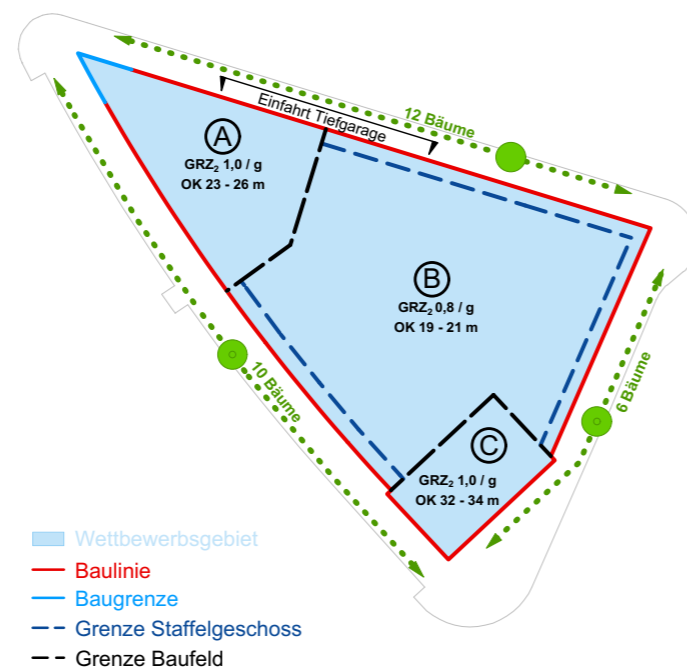 12 Bäume
Einfahrt Tiefgarage
A
GRZ₂ 1,0 / g
OK 23 - 26 m
B
GRZ₂ 0,8 / g
OK 19 - 21 m
10 Bäume
6 Bäume
C
GRZ₂ 1,0 / g
OK 32 - 34 m
Wettbewerbsgebiet
Baulinie
Baugrenze
Grenze Staffelgeschoss
Grenze Baufeld